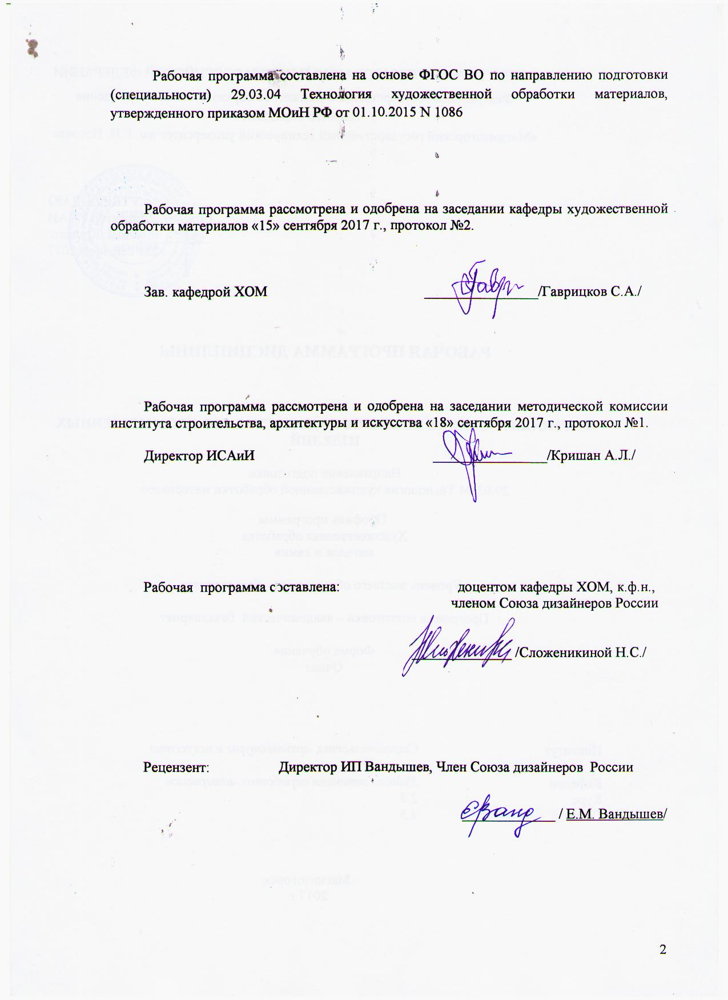 Рабочая программа составлена на основе ФГОС ВО по направлению подготовки
(специальности) 29.03.04 Технология художественной обработки материалов,
утвержденного приказом МОиН РФ от 01.10.2015 N 1086
Рабочая программа рассмотрена и одобрена на заседании кафедры художественной
обработки материалов «15» сентября 2017 г., протокол №2.
Зав. кафедрой ХОМ /Гаврицков С.А./
Рабочая программа рассмотрена и одобрена на заседании методической комиссии
института строительства, архитектуры и искусства «18» сентября 2017 г., протокол №1.
Директор ИСАиИ /Кришан А.Л./
Рабочая программа составлена: доцентом кафедры ХОМ, к.ф.н.,
членом Союза дизайнеров России
/Сложеникиной Н.С./
Рецензент: Директор ИП Вандышев, Член Союза дизайнеров России
/ Е.М. Вандышев/
2